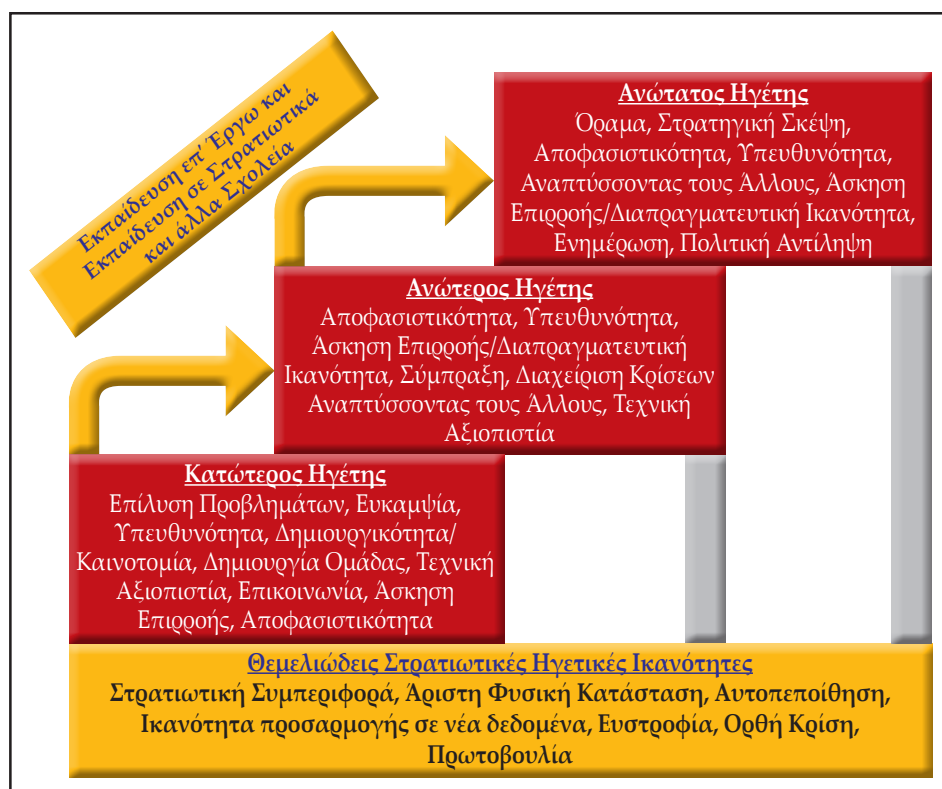 Εκπαίδευση επ' Έργω και
Εκπαίδευση σε Στρατιωτικά
και άλλα Σχολεία
Ανώτατος Ηγέτης
Όραμα, Στρατηγική Σκέψη,
Αποφασιστικότητα, Υπευθυνότητα,
Αναπτύσσοντας τους Άλλους, Άσκηση
Επιρροής/Διαπραγματευτική Ικανότητα,
Ενημέρωση, Πολιτική Αντίληψη
Ανώτερος Ηγέτης
Αποφασιστικότητα, Υπευθυνότητα,
Άσκηση Επιρροής/Διαπραγματευτική
Ικανότητα, Σύμπραξη, Διαχείριση Κρίσεων
Αναπτύσσοντας τους Άλλους, Τεχνική
Αξιοπιστία
Κατώτερος Ηγέτης
Επίλυση Προβλημάτων, Ευκαμψία,
Υπευθυνότητα, Δημιουργικότητα/
Καινοτομία, Δημιουργία Ομάδας, Τεχνική
Αξιοπιστία, Επικοινωνία, Άσκηση
Επιρροής, Αποφασιστικότητα
Θεμελιώδεις Στρατιωτικές Ηγετικές Ικανότητες
Στρατιωτική Συμπεριφορά, Άριστη Φυσική Κατάσταση, Αυτοπεποίθηση,
Ικανότητα προσαρμογής σε νέα δεδομένα, Ευστροφία, Ορθή Κρίση,
Πρωτοβουλία